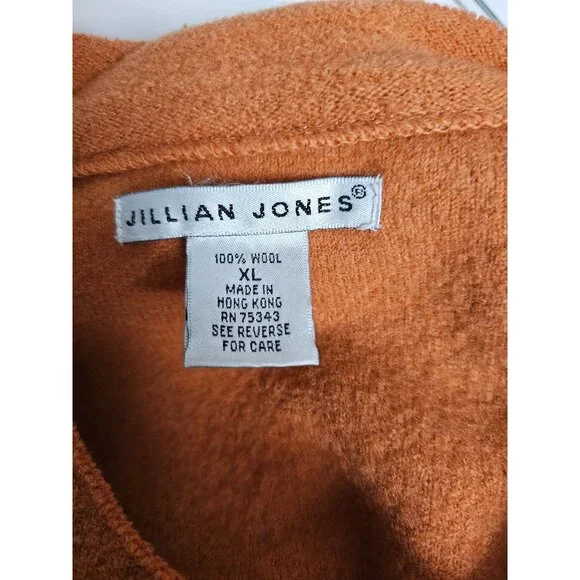 JILLIAN JONES®
100% WOOL
XL
MADE IN
HONG KONG
RN 75343
SEE REVERSE
FOR CARE